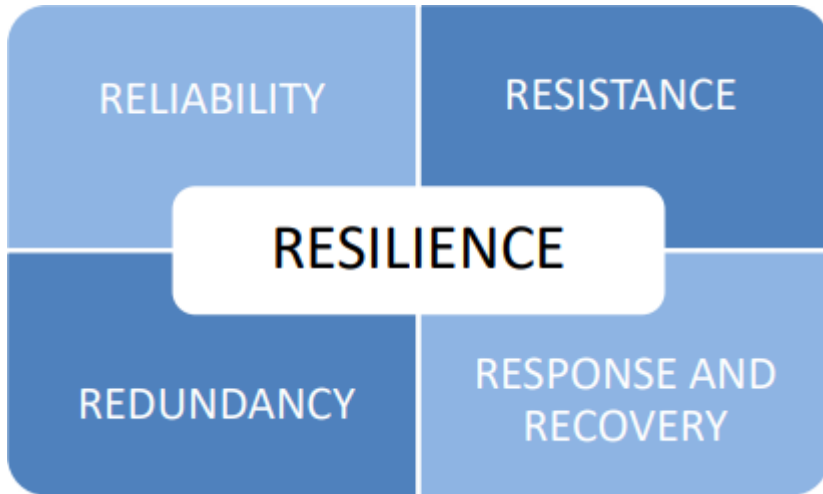 RELIABILITY
RESISTANCE
RESILIENCE
REDUNDANCY
RESPONSE AND
RECOVERY